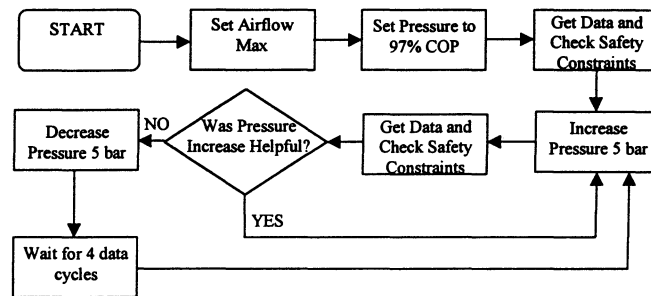 START
Set Airflow
Max
Set Pressure to
97% COP
Get Data and
Check Safety
Constraints
Increase
Pressure 5 bar
Get Data and
Check Safety
Constraints
Was Pressure
Increase Helpful?
NO
Decrease
Pressure 5 bar
YES
Wait for 4 data
cycles